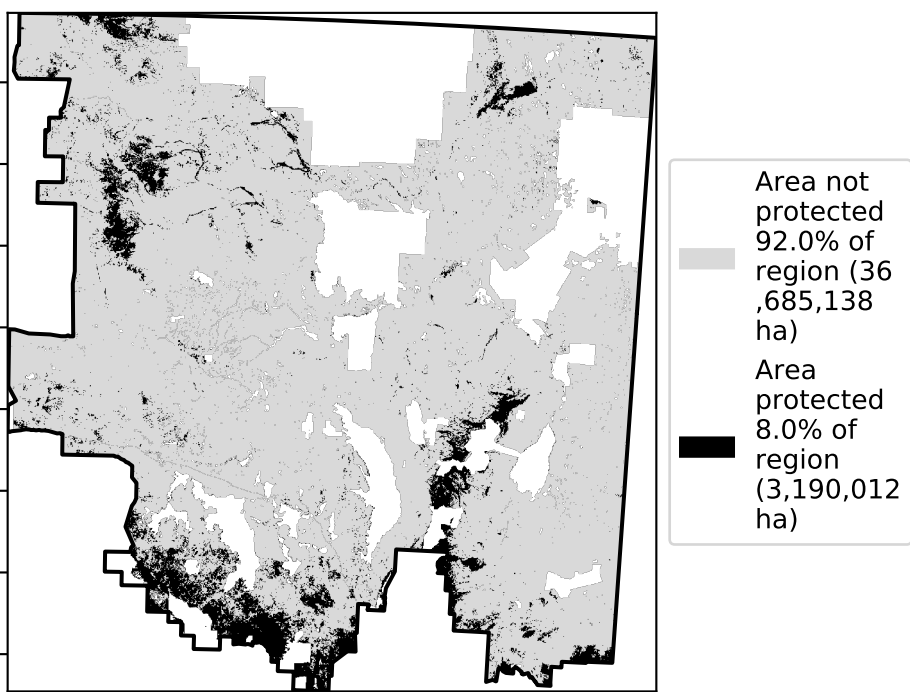 Area not
protected
92.0% of
region (36
,685,138
ha)
Area
protected
8.0% of
region
(3,190,012
ha)